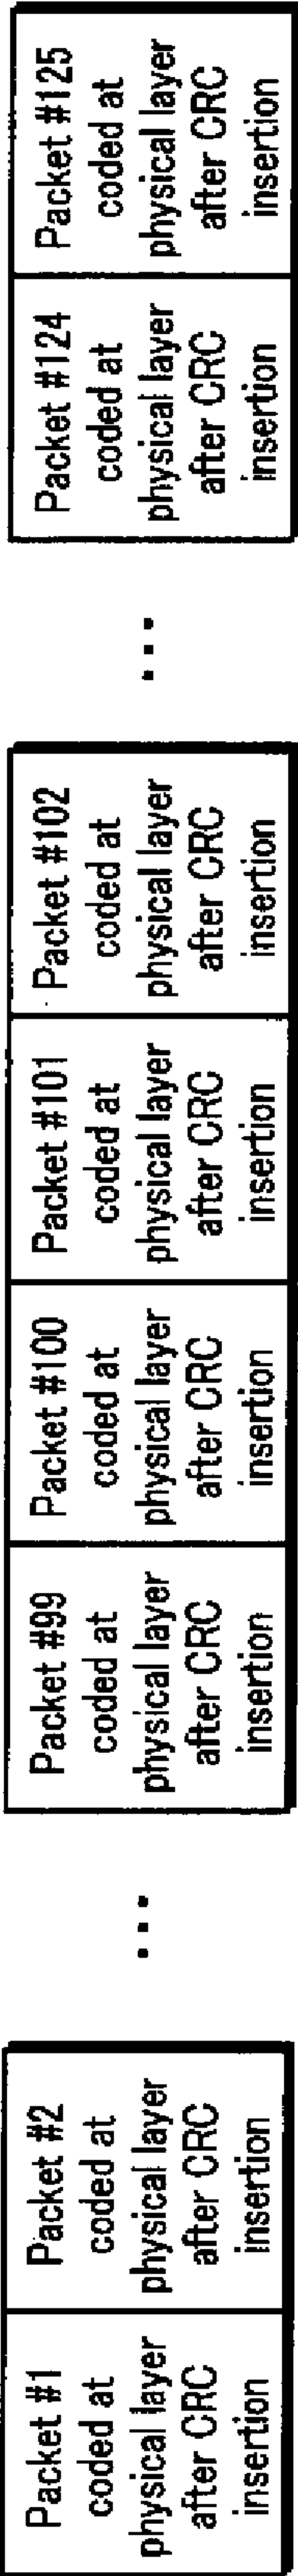 Packet #1
coded at
physical layer
after CRC
insertion
Packet #2
coded at
physical layer
after CRC
insertion
...
Packet #99
coded at
physical layer
after CRC
insertion
Packet #100
coded at
physical layer
after CRC
insertion
Packet #101
coded at
physical layer
after CRC
insertion
Packet #102
coded at
physical layer
after CRC
insertion
...
Packet #124
coded at
physical layer
after CRC
insertion
Packet #125
coded at
physical layer
after CRC
insertion